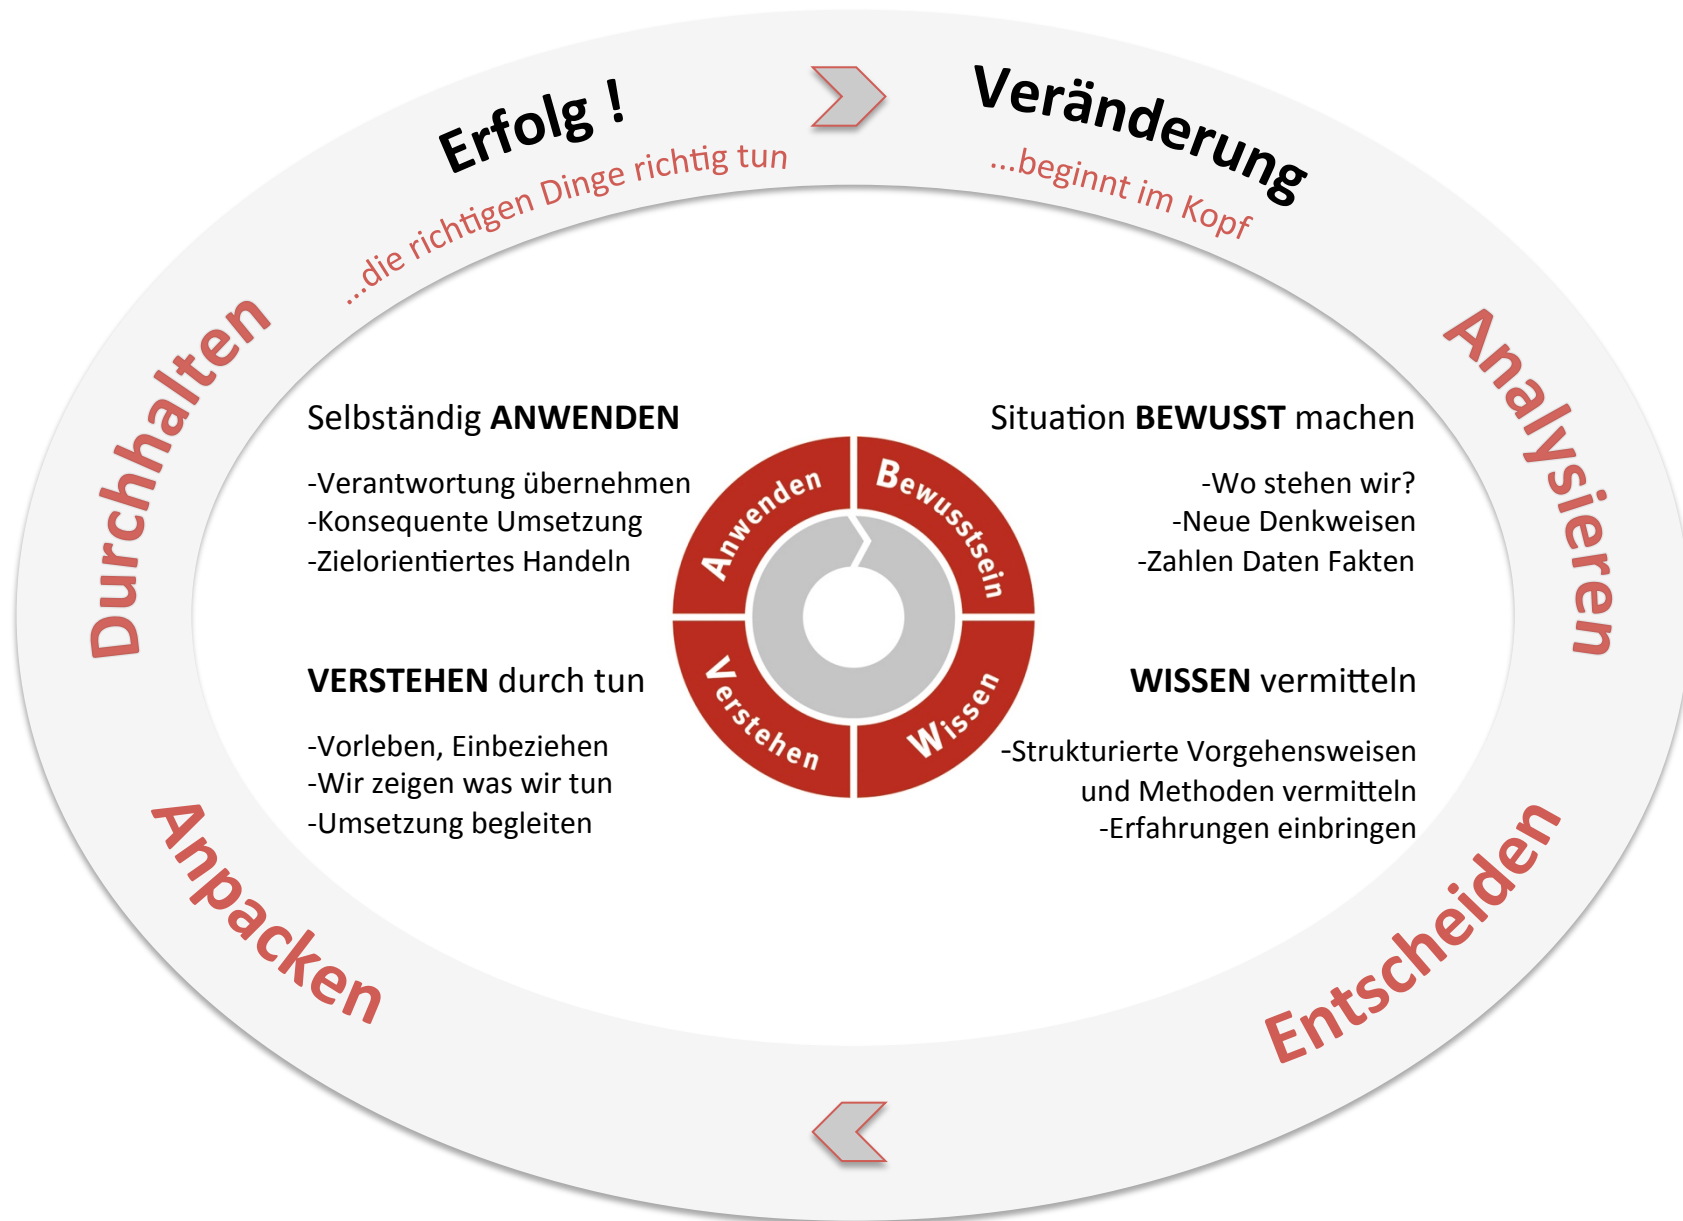 Erfolg !
...die richtigen Dinge richtig tun
Veränderung
...beginnt im Kopf
Durchhalten
Analysieren
Selbständig ANWENDEN
-Verantwortung übernehmen
-Konsequente Umsetzung
-Zielorientiertes Handeln
Situation BEWUSST machen
-Wo stehen wir?
-Neue Denkweisen
-Zahlen Daten Fakten
Anwenden
Bewusstsein
Verstehen
Wissen
VERSTEHEN durch tun
-Vorleben, Einbeziehen
-Wir zeigen was wir tun
-Umsetzung begleiten
WISSEN vermitteln
-Strukturierte Vorgehensweisen
und Methoden vermitteln
-Erfahrungen einbringen
Anpacken
Entscheiden